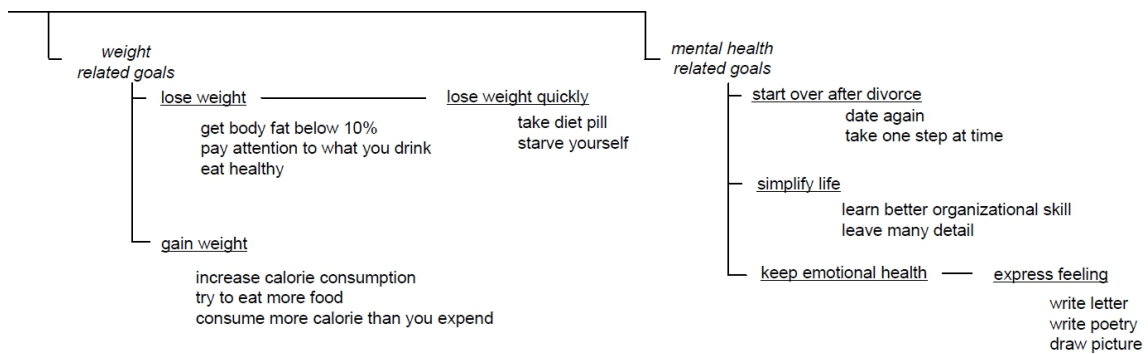 weight
related goals
lose weight
get body fat below 10%
pay attention to what you drink
eat healthy
lose weight quickly
take diet pill
starve yourself
gain weight
increase calorie consumption
try to eat more food
consume more calorie than you expend
mental health
related goals
start over after divorce
date again
take one step at time
simplify life
learn better organizational skill
leave many detail
keep emotional health
express feeling
write letter
write poetry
draw picture